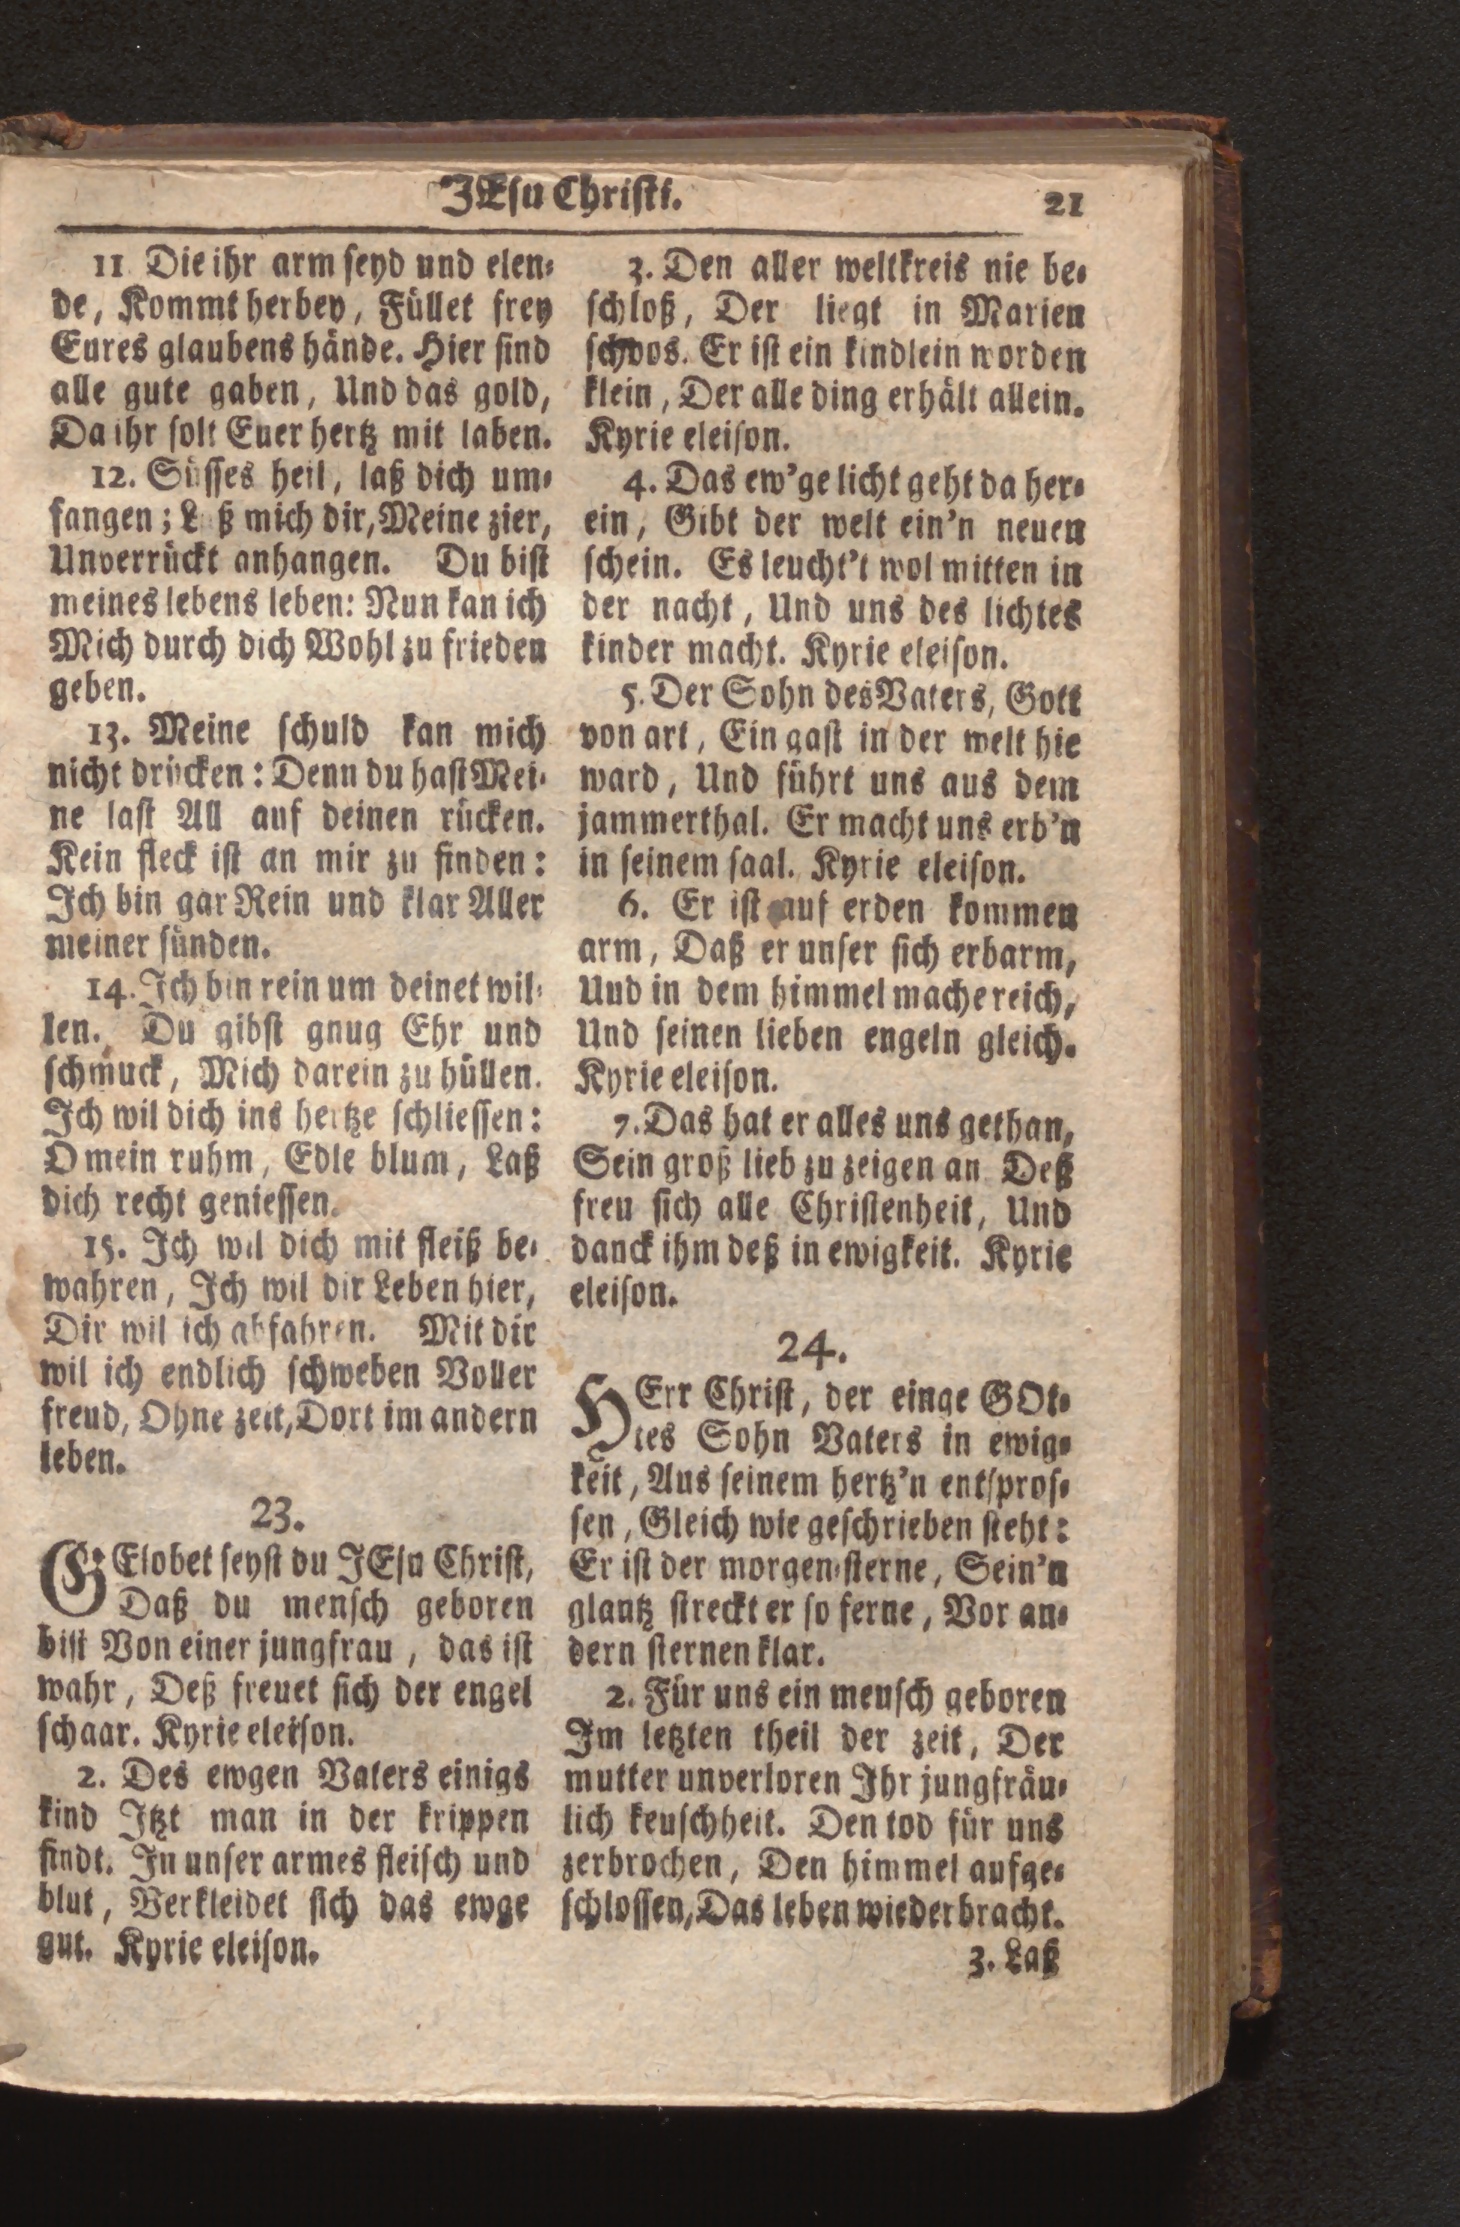 JEſu Chriſti.
21
11 Die ihr arm ſeyd und elen⸗
de, Kommt herbey, Füllet frey
Eures glaubens hände. Hier ſind
alle gute gaben, Und das gold,
Da ihr ſolt Euer hertz mit laben.
12. Süſſes heil, laß dich um⸗
fangen; Laß mich dir, Meine zier,
Unverrückt anhangen. Du biſt
meines lebens leben: Nun kan ich
Mich durch dich Wohl zu frieden
geben.
13. Meine ſchuld kan mich
nicht drücken: Denn du haſt Mei⸗
ne laſt All auf deinen rücken.
Kein fleck iſt an mir zu finden:
Ich bin gar Rein und klar Aller
meiner ſünden.
14. Ich bin rein um deinet wil⸗
len. Du gibſt gnug Ehr und
ſchmuck, Mich darein zu hüllen.
Ich wil dich ins hertze ſchlieſſen:
O mein ruhm, Edle blum, Laß
dich recht genieſſen.
15. Ich wil dich mit fleiß be⸗
wahren, Ich wil dir Leben hier,
Dir wil ich abfahren. Mit dir
wil ich endlich ſchweben Voller
freud, Ohne zeit, Dort im andern
leben.
23.
GElobet ſeyſt du JEſu Chriſt,
Daß du menſch geboren
biſt Von einer jungfrau, das iſt
wahr, Deß freuet ſich der engel
ſchaar. Kyrie eleiſon.
2. Des ewgen Vaters einigs
kind Itzt man in der krippen
findt. In unſer armes fleiſch und
blut, Verkleidet ſich das ewge
gut. Kyrie eleiſon.
3. Den aller weltkreis nie be⸗
ſchloß, Der liegt in Marien
ſchoos. Er iſt ein kindlein worden
klein, Der alle ding erhält allein.
Kyrie eleiſon.
4. Das ew'ge licht geht da her⸗
ein, Gibt der welt ein'n neuen
ſchein. Es leucht't wol mitten in
der nacht, Und uns des lichtes
kinder macht. Kyrie eleiſon.
5. Der Sohn des Vaters, Gott
von art, Ein gaſt in der welt hie
ward, Und führt uns aus dem
jammerthal. Er macht uns erb'n
in ſeinem ſaal. Kyrie eleiſon.
6. Er iſt auf erden kommen
arm, Daß er unſer ſich erbarm,
Und in dem himmel mache reich,
Und ſeinen lieben engeln gleich.
Kyrie eleiſon.
7. Das hat er alles uns gethan,
Sein groß lieb zu zeigen an Deß
freu ſich alle Chriſtenheit, Und
danck ihm deß in ewigkeit. Kyrie
eleiſon.
24.
HErr Chriſt, der einge GOt⸗
tes Sohn Vaters in ewig⸗
keit, Aus ſeinem hertz'n entſproſ⸗
ſen, Gleich wie geſchrieben ſteht:
Er iſt der morgen⸗ſterne, Sein'n
glantz ſtreckt er ſo ferne, Vor an⸗
dern ſternen klar.
2. Für uns ein menſch geboren
Im letzten theil der zeit, Der
mutter unverloren Ihr jungfräu⸗
lich keuſchheit. Den tod für uns
zerbrochen, Den himmel aufge⸗
ſchloſſen, Das leben wiederbracht.
3. Laß